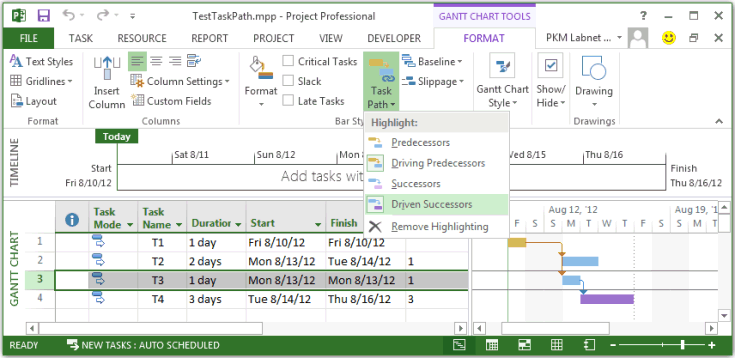 TestTaskPath.mpp - Project Professional
GANTT CHART TOOLS
FILE TASK RESOURCE REPORT PROJECT VIEW DEVELOPER FORMAT PKM Labnet ...
Text Styles
Gridlines
Layout
Format
Insert Column
Column Settings
Custom Fields
Columns
Format
Critical Tasks
Slack
Late Tasks
Task Path
Baseline
Slippage
Bar Sty
Gantt Chart Style
Show/ Hide
Drawing
Drawings
Highlight:
Predecessors
Driving Predecessors
Successors
Driven Successors
Remove Highlighting
TIMELINE
Today
Sat 8/11 Sun 8/12 Mon 8 Wed 8/15 Thu 8/16
Start
Fri 8/10/12
Add tasks wit
Finish
Thu 8/16/12
GANTT CHART
Task Mode Task Name Duration Start Finish
1 T1 1 day Fri 8/10/12 Fri 8/10/12
2 T2 2 days Mon 8/13/12 Tue 8/14/12 1
3 T3 1 day Mon 8/13/12 Mon 8/13/12 1
4 T4 3 days Tue 8/14/12 Thu 8/16/12 3
Aug 12, '12 Aug 19, '1
F S S M T W T F S S M T
READY NEW TASKS : AUTO SCHEDULED